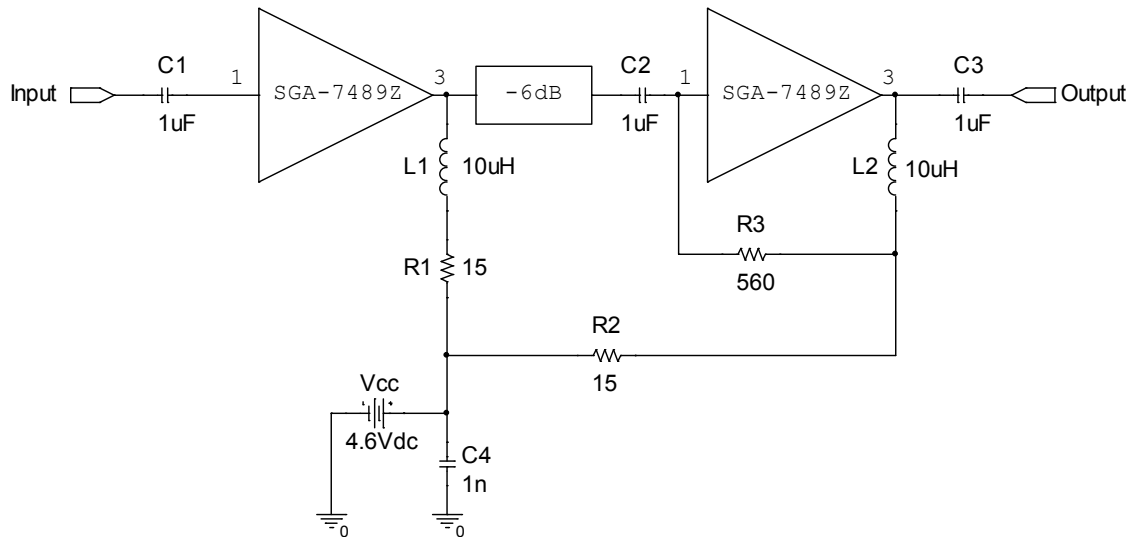 Input
C1
1uF
1
SGA-7489Z
3
-6dB
C2
1uF
1
SGA-7489Z
3
C3
1uF
Output
L1
10uH
L2
10uH
R1
15
R3
560
R2
15
Vcc
- +
4.6Vdc
C4
1n
0
0